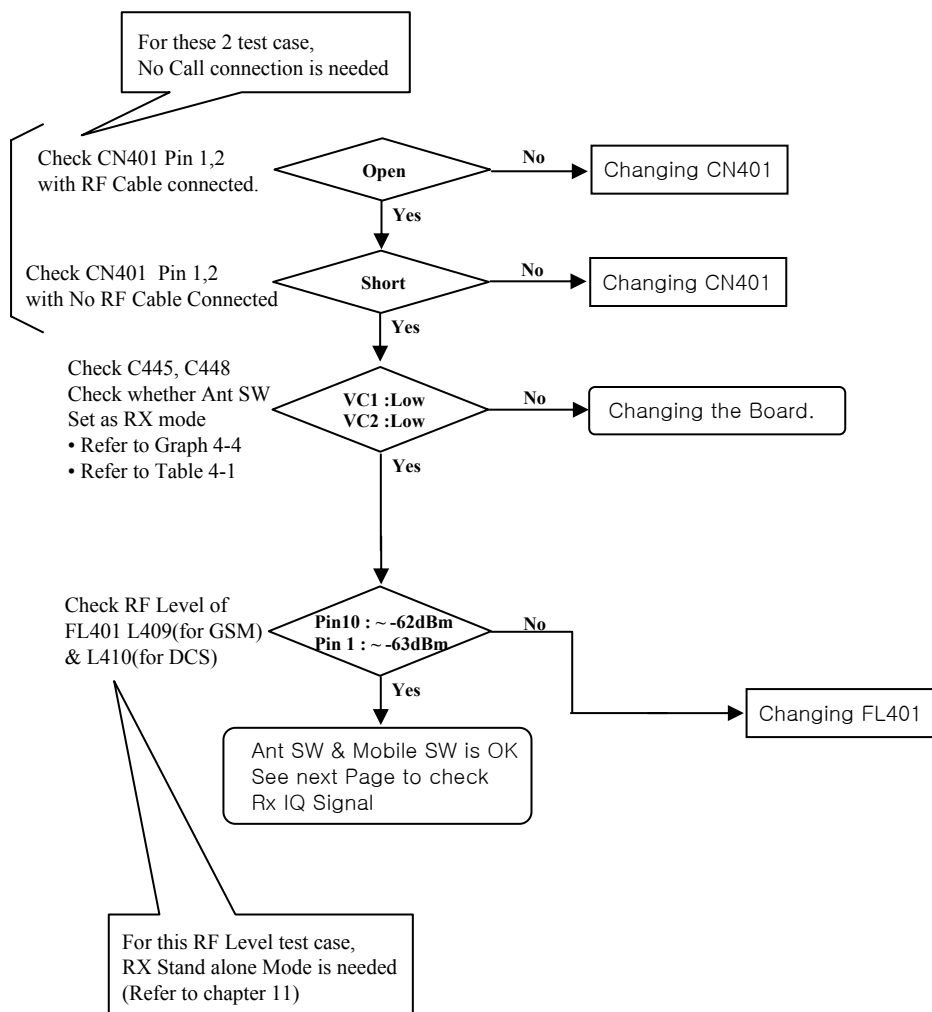 For these 2 test case,
No Call connection is needed
Check CN401 Pin 1,2
with RF Cable connected.
Open
No
Changing CN401
Yes
Check CN401 Pin 1,2
with No RF Cable Connected
Short
No
Changing CN401
Yes
Check C445, C448
Check whether Ant SW
Set as RX mode
• Refer to Graph 4-4
• Refer to Table 4-1
VC1 :Low
VC2 :Low
No
Changing the Board.
Yes
Check RF Level of
FL401 L409(for GSM)
& L410(for DCS)
Pin10 : ~ -62dBm
Pin 1 : ~ -63dBm
No
Changing FL401
Yes
Ant SW & Mobile SW is OK
See next Page to check
Rx IQ Signal
For this RF Level test case,
RX Stand alone Mode is needed
(Refer to chapter 11)